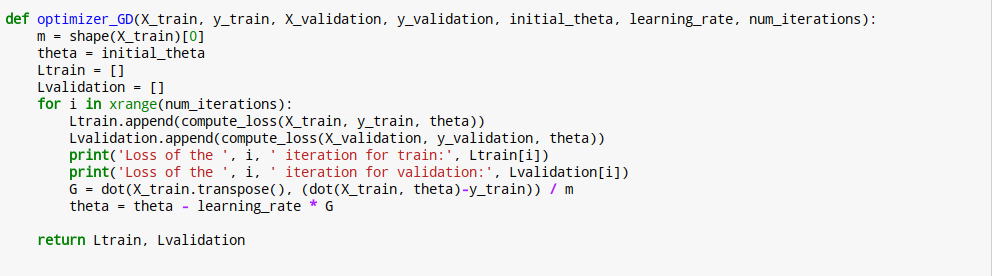 def optimizer_GD(X_train, y_train, X_validation, y_validation, initial_theta, learning_rate, num_iterations):
    m = shape(X_train)[0]
    theta = initial_theta
    Ltrain = []
    Lvalidation = []
    for i in xrange(num_iterations):
        Ltrain.append(compute_loss(X_train, y_train, theta))
        Lvalidation.append(compute_loss(X_validation, y_validation, theta))
        print('Loss of the ', i, ' iteration for train:', Ltrain[i])
        print('Loss of the ', i, ' iteration for validation:', Lvalidation[i])
        G = dot(X_train.transpose(), (dot(X_train, theta)-y_train)) / m
        theta = theta - learning_rate * G
    return Ltrain, Lvalidation